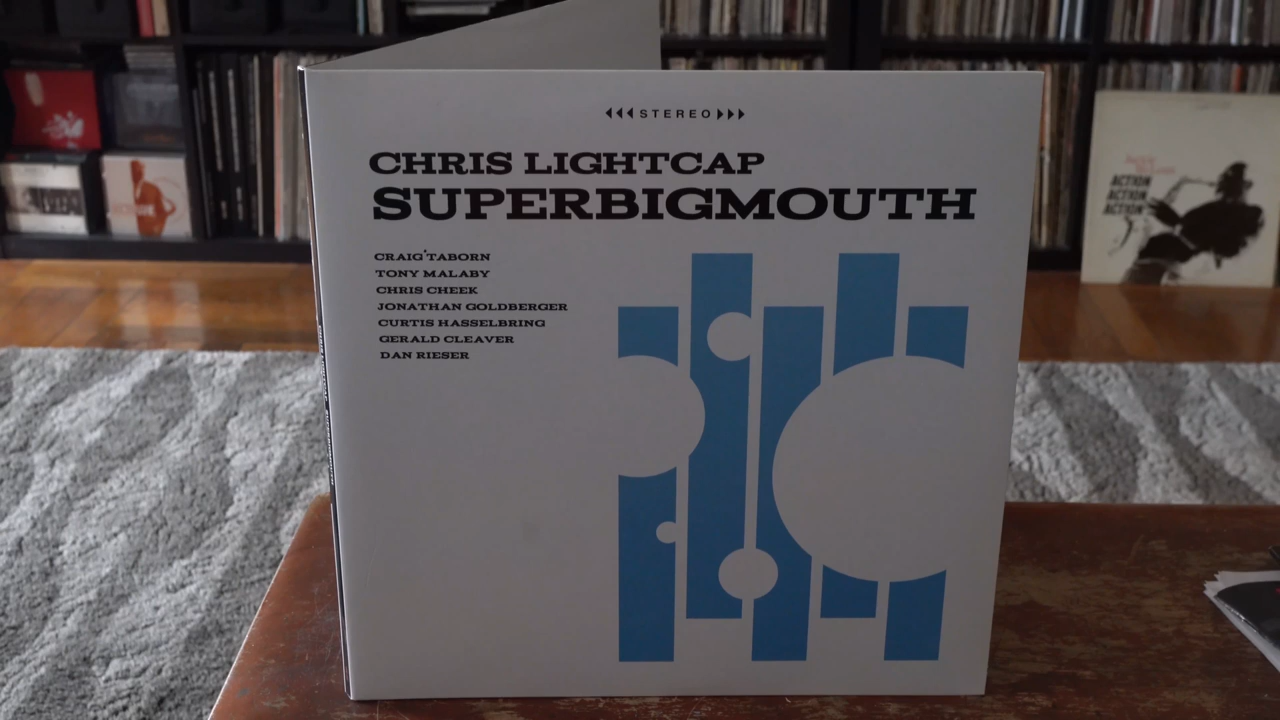 STEREO
CHRIS LIGHTCAP
SUPERBIGMOUTH
CRAIG TABORN
TONY MALABY
CHRIS CHEEK
JONATHAN GOLDBERGER
CURTIS HASSELBRING
GERALD CLEAVER
DAN RIESER
ACTION
ACTION
ACTION